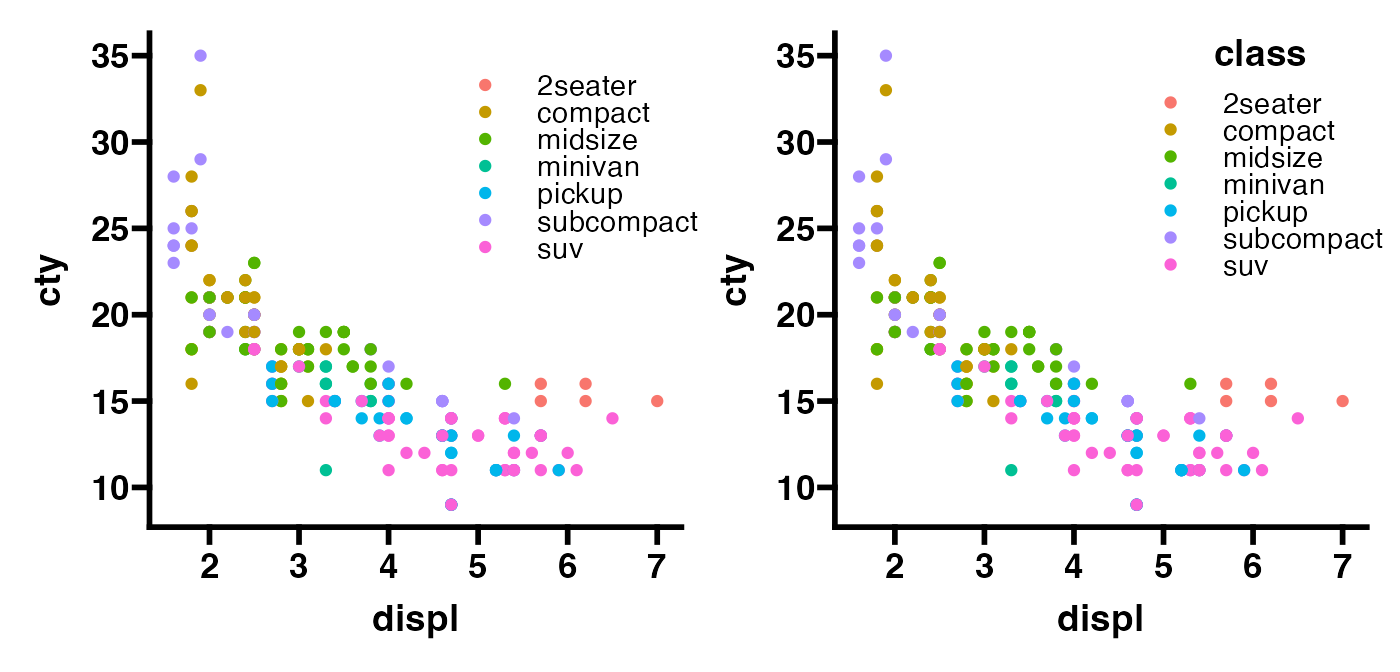 35
30
25
20
15
10
cty
2 3 4 5 6 7
displ
2seater
compact
midsize
minivan
pickup
subcompact
suv
35
30
25
20
15
10
cty
2 3 4 5 6 7
displ
class
2seater
compact
midsize
minivan
pickup
subcompact
suv